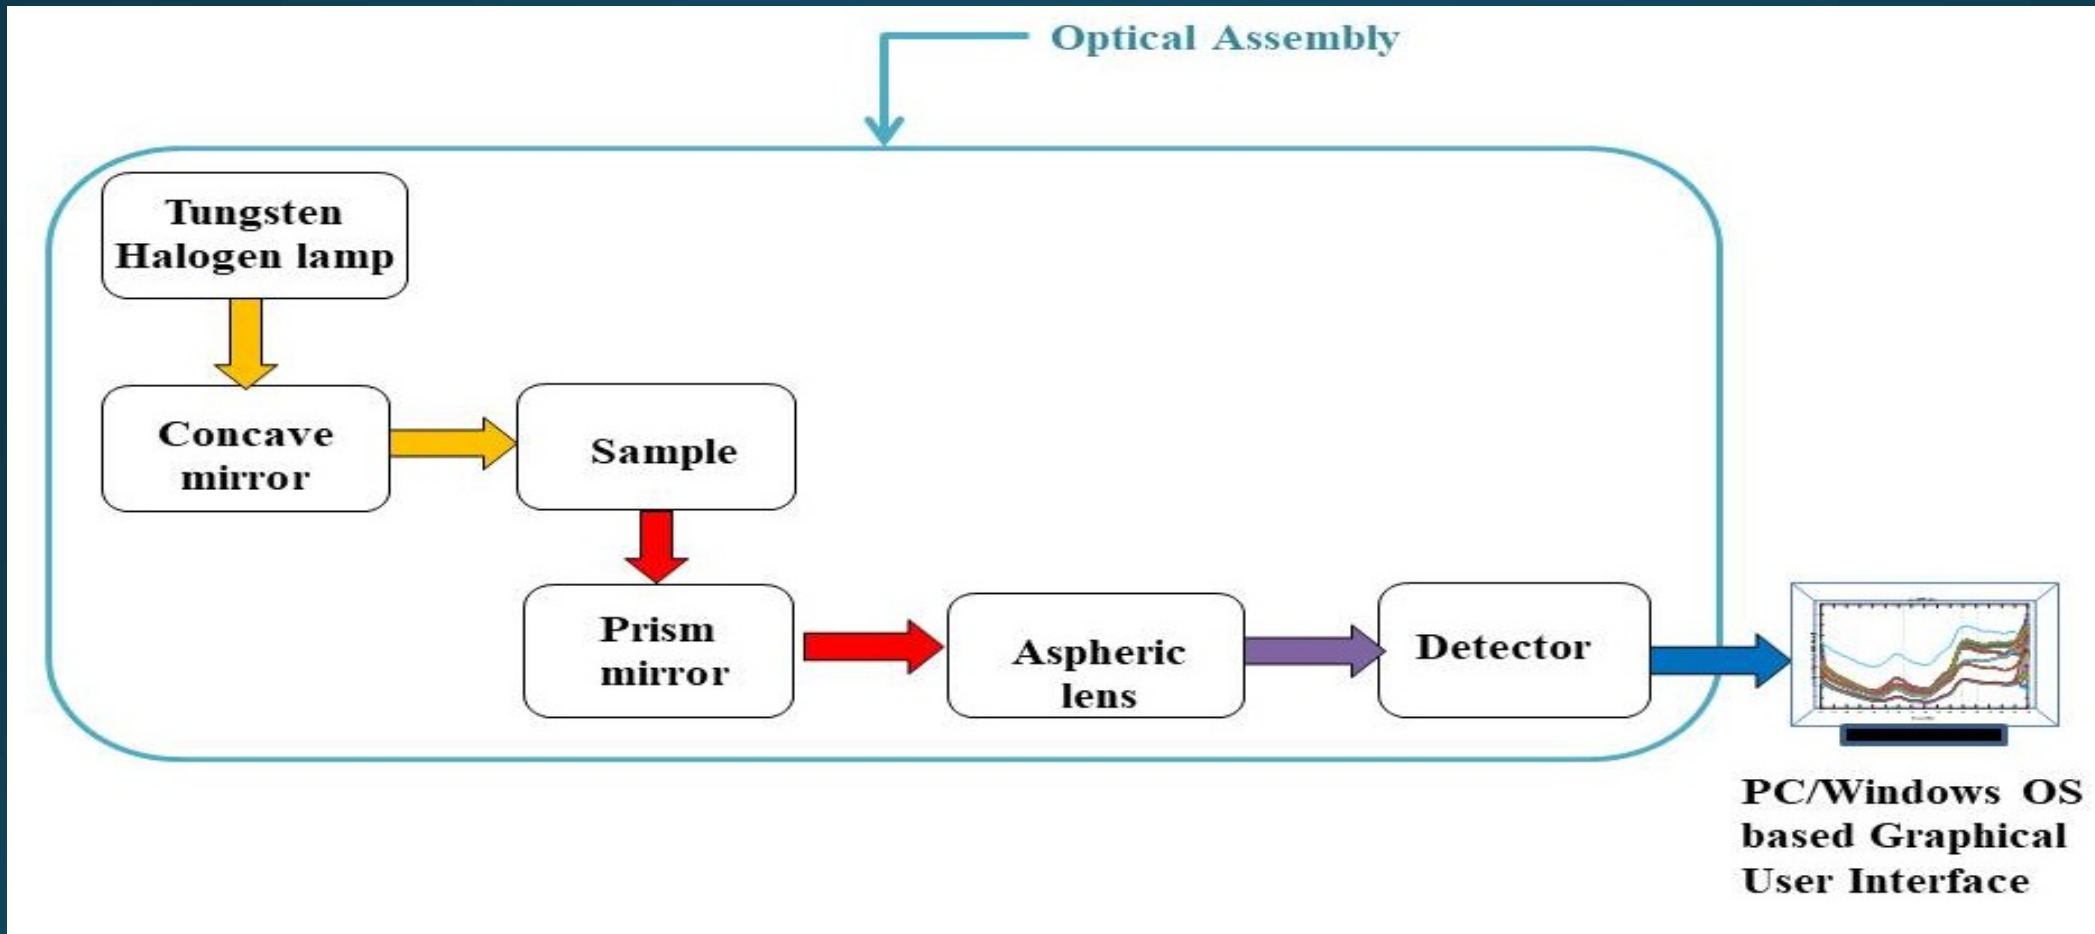 Optical Assembly
Tungsten
Halogen lamp
Concave
mirror
Sample
Prism
mirror
Aspheric
lens
Detector
PC/Windows OS
based Graphical
User Interface